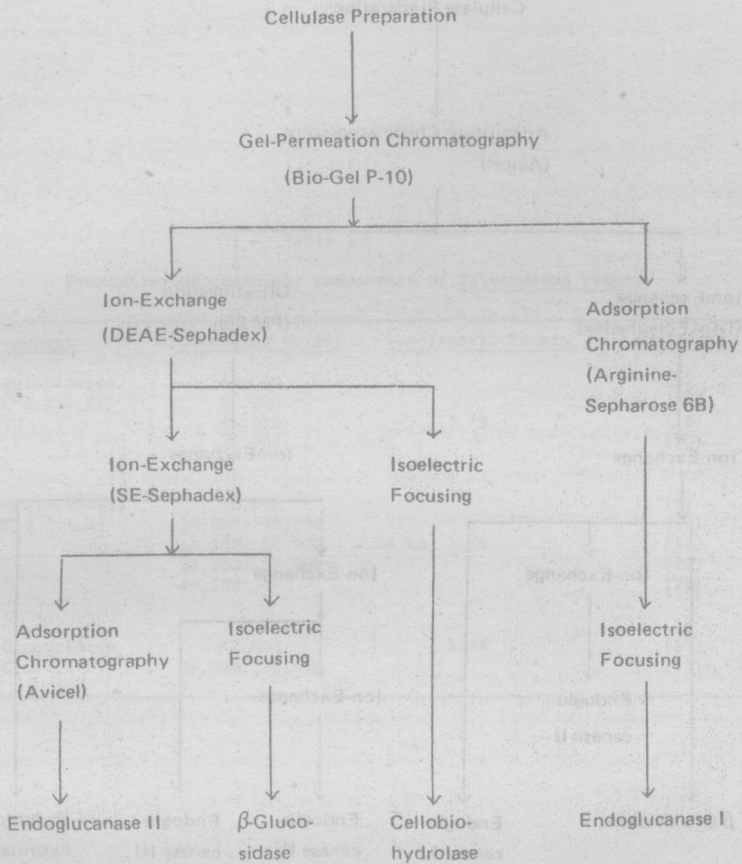 Cellulase Preparation
Gel-Permeation Chromatography
(Bio-Gel P-10)
Ion-Exchange
(DEAE-Sephadex)
Adsorption
Chromatography
(Arginine-
Sepharose 6B)
Ion-Exchange
(SE-Sephadex)
Isoelectric
Focusing
Adsorption
Chromatography
(Avicel)
Isoelectric
Focusing
Isoelectric
Focusing
Endoglucanase II
β-Gluco-
sidase
Cellobio-
hydrolase
Endoglucanase I